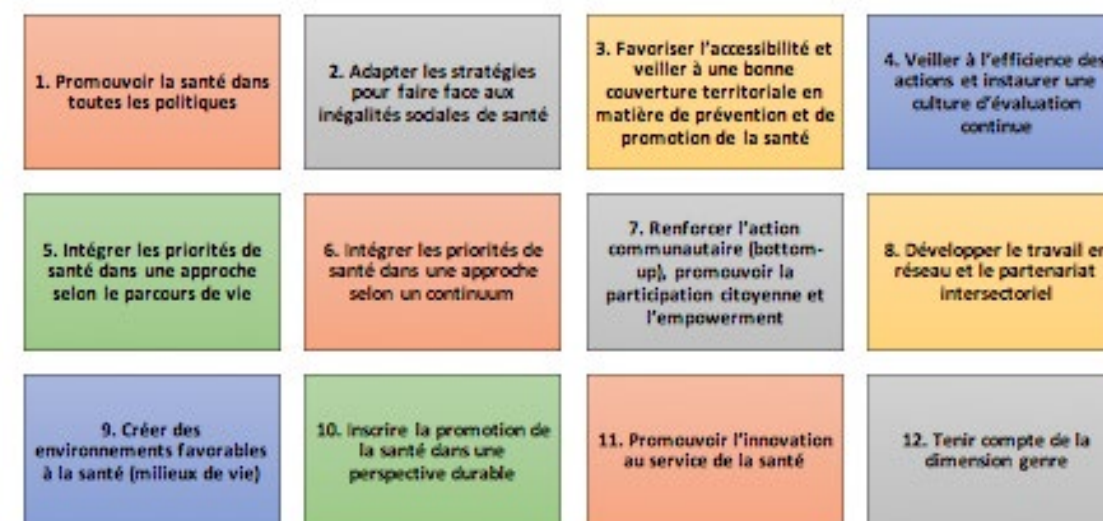 1. Promouvoir la santé dans
toutes les politiques
2. Adapter les stratégies
pour faire face aux
inégalités sociales de santé
3. Favoriser l'accessibilité et
veiller à une bonne
couverture territoriale en
matière de prévention et de
promotion de la santé
4. Veiller à l'efficience des
actions et instaurer une
culture d'évaluation
continue
5. Intégrer les priorités de
santé dans une approche
selon le parcours de vie
6. Intégrer les priorités de
santé dans une approche
selon un continuum
7. Renforcer l'action
communautaire (bottom-
up), promouvoir la
participation citoyenne et
l'empowerment
8. Développer le travail en
réseau et le partenariat
intersectoriel
9. Créer des
environnements favorables
à la santé (milieux de vie)
10. Inscrire la promotion de
la santé dans une
perspective durable
11. Promouvoir l'innovation
au service de la santé
12. Tenir compte de la
dimension genre